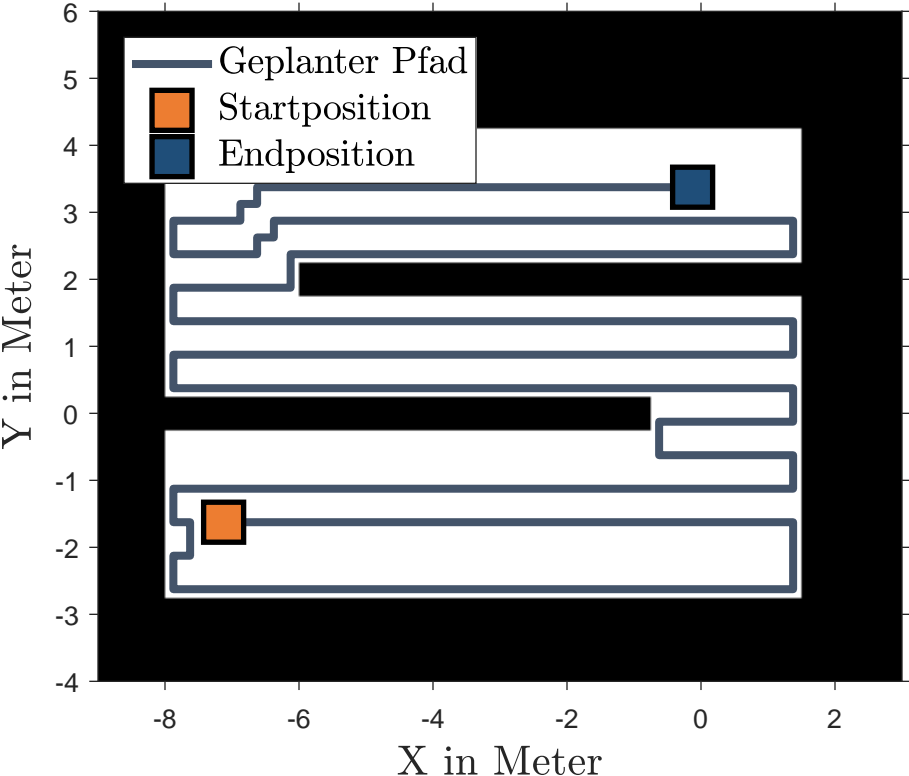 Geplanter Pfad
Startposition
Endposition
6
5
4
3
2
1
0
-1
-2
-3
-4
Y in Meter
-8 -6 -4 -2 0 2
X in Meter